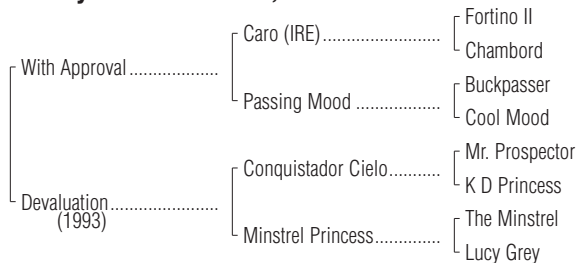 Fortino II
Caro (IRE)........................
Chambord
With Approval..................
Buckpasser
Passing Mood .................
Cool Mood
Mr. Prospector
Conquistador Cielo...........
K D Princess
Devaluation......................
(1993)
The Minstrel
Minstrel Princess..............
Lucy Grey